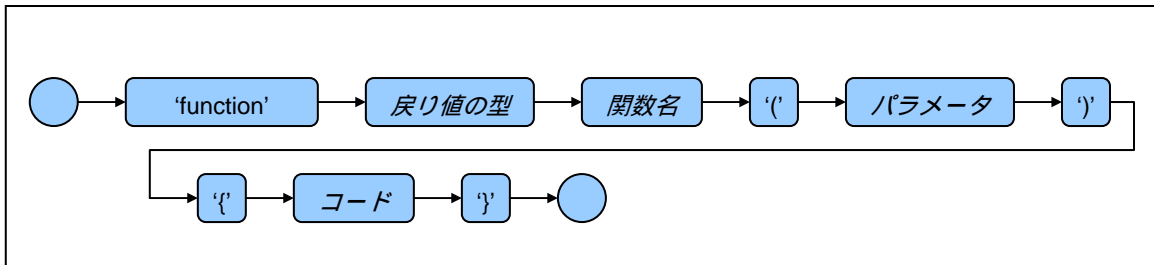 ‘function’ 戻り値の型 関数名 ‘(’ パラメータ ‘)’
‘{’ コード ‘}’